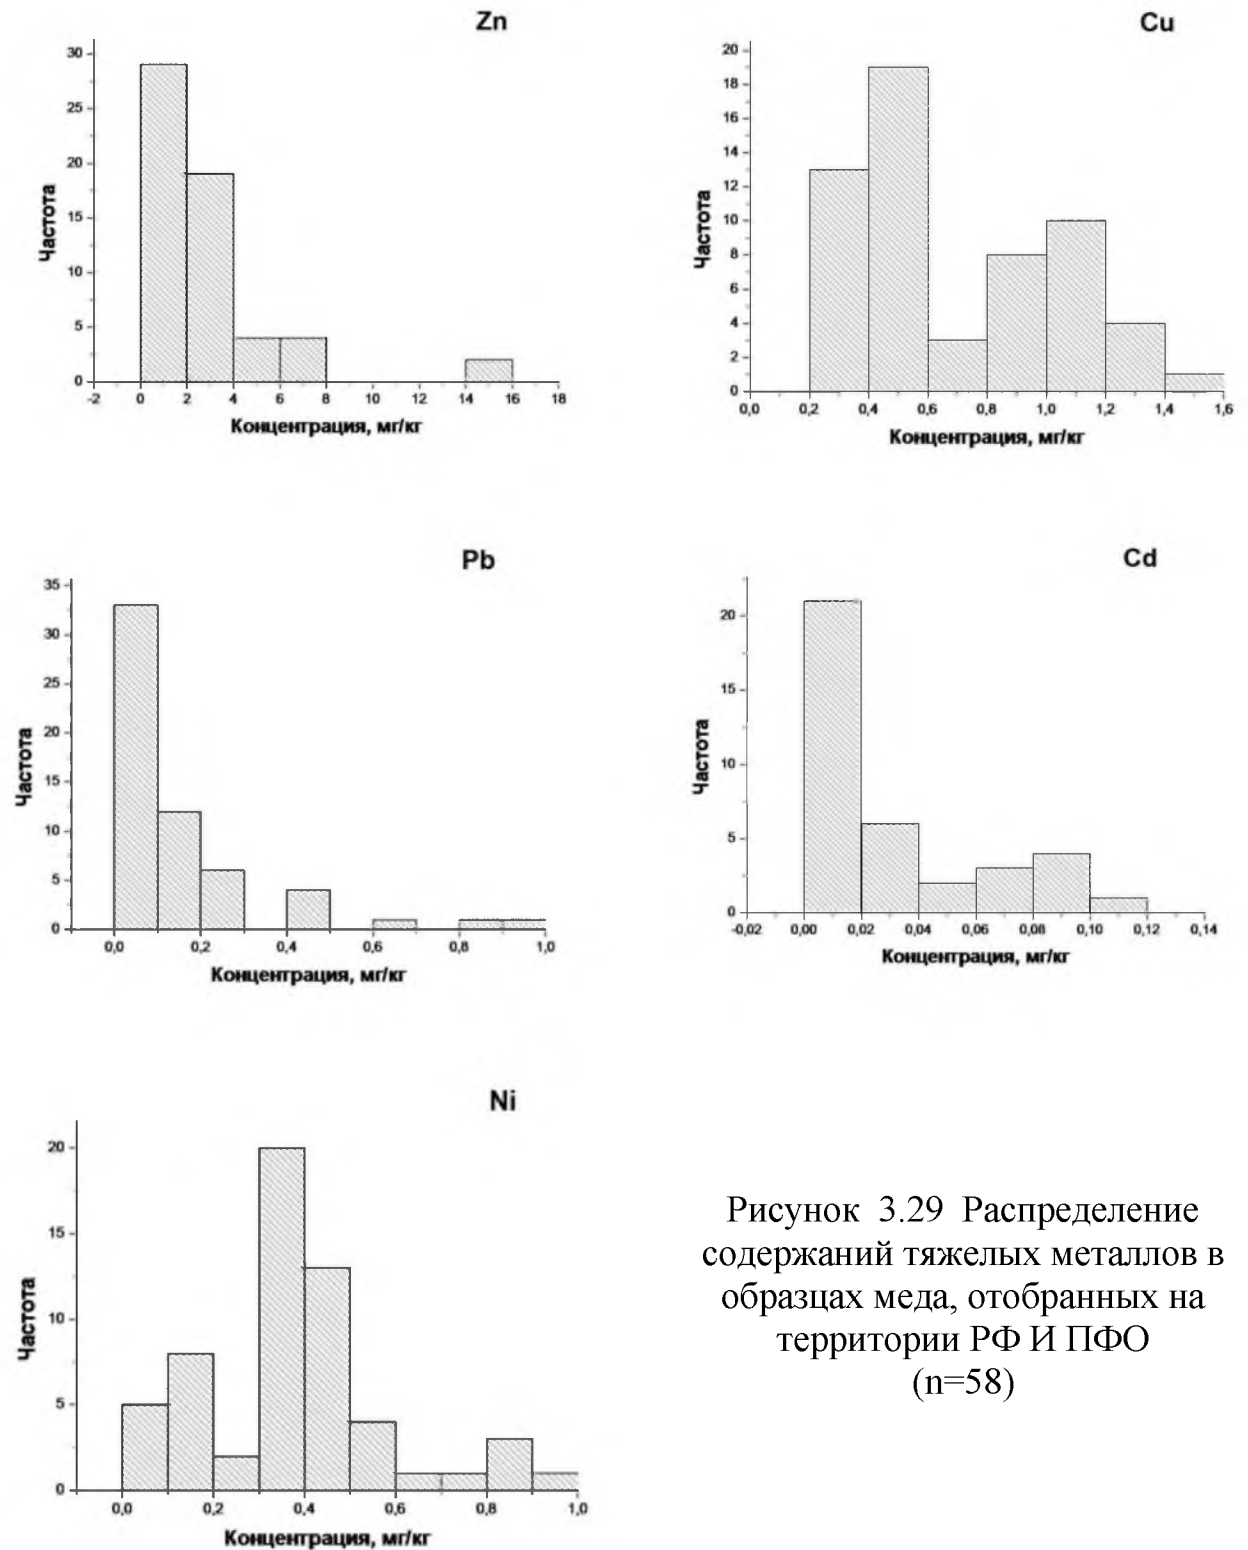 Zn
30
25
20
15
10
5
0
Частота
-2 0 2 4 6 8 10 2 14 16 18
Концентрация, мг/кг
Cu
20
18
16
14
12
10
8
6
4
2
0
Частота
0,0 0,2 0,4 0,6 0,8 1,0 1,2 1,4 1,6
Концентрация, мг/кг
Pb
35
30
25
20
15
10
5
0
Частота
0,0 0,2 0,4 0,6 0,8 1,0
Концентрация, мг/кг
Cd
20
15
10
5
0
Частота
-0,02 0,00 0,02 0,04 0,06 0,08 0,10 0,12 0,14
Концентрация, мг/кг
Ni
20
15
10
5
0
Частота
0,0 0,2 0,4 0,6 0,8 1,0
Концентрация, мг/кг
Рисунок 3.29 Распределение
содержаний тяжелых металлов в
образцах меда, отобранных на
территории РФ И ПФО
(n=58)